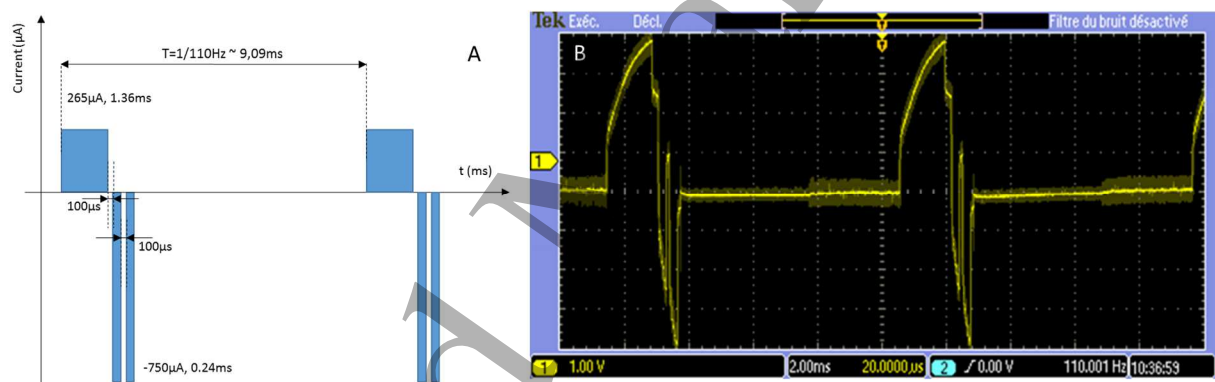 Current (µA)
T=1/110Hz ~ 9,09ms
A
265µA, 1.36ms
t (ms)
100µs
100µs
-750µA, 0.24ms
Tek Exéc. Décl. Filtre du bruit désactivé
B
1
1 1.00 V 2.00ms 20.0000µs 2 0.00 V 110.001 Hz 10:36:59